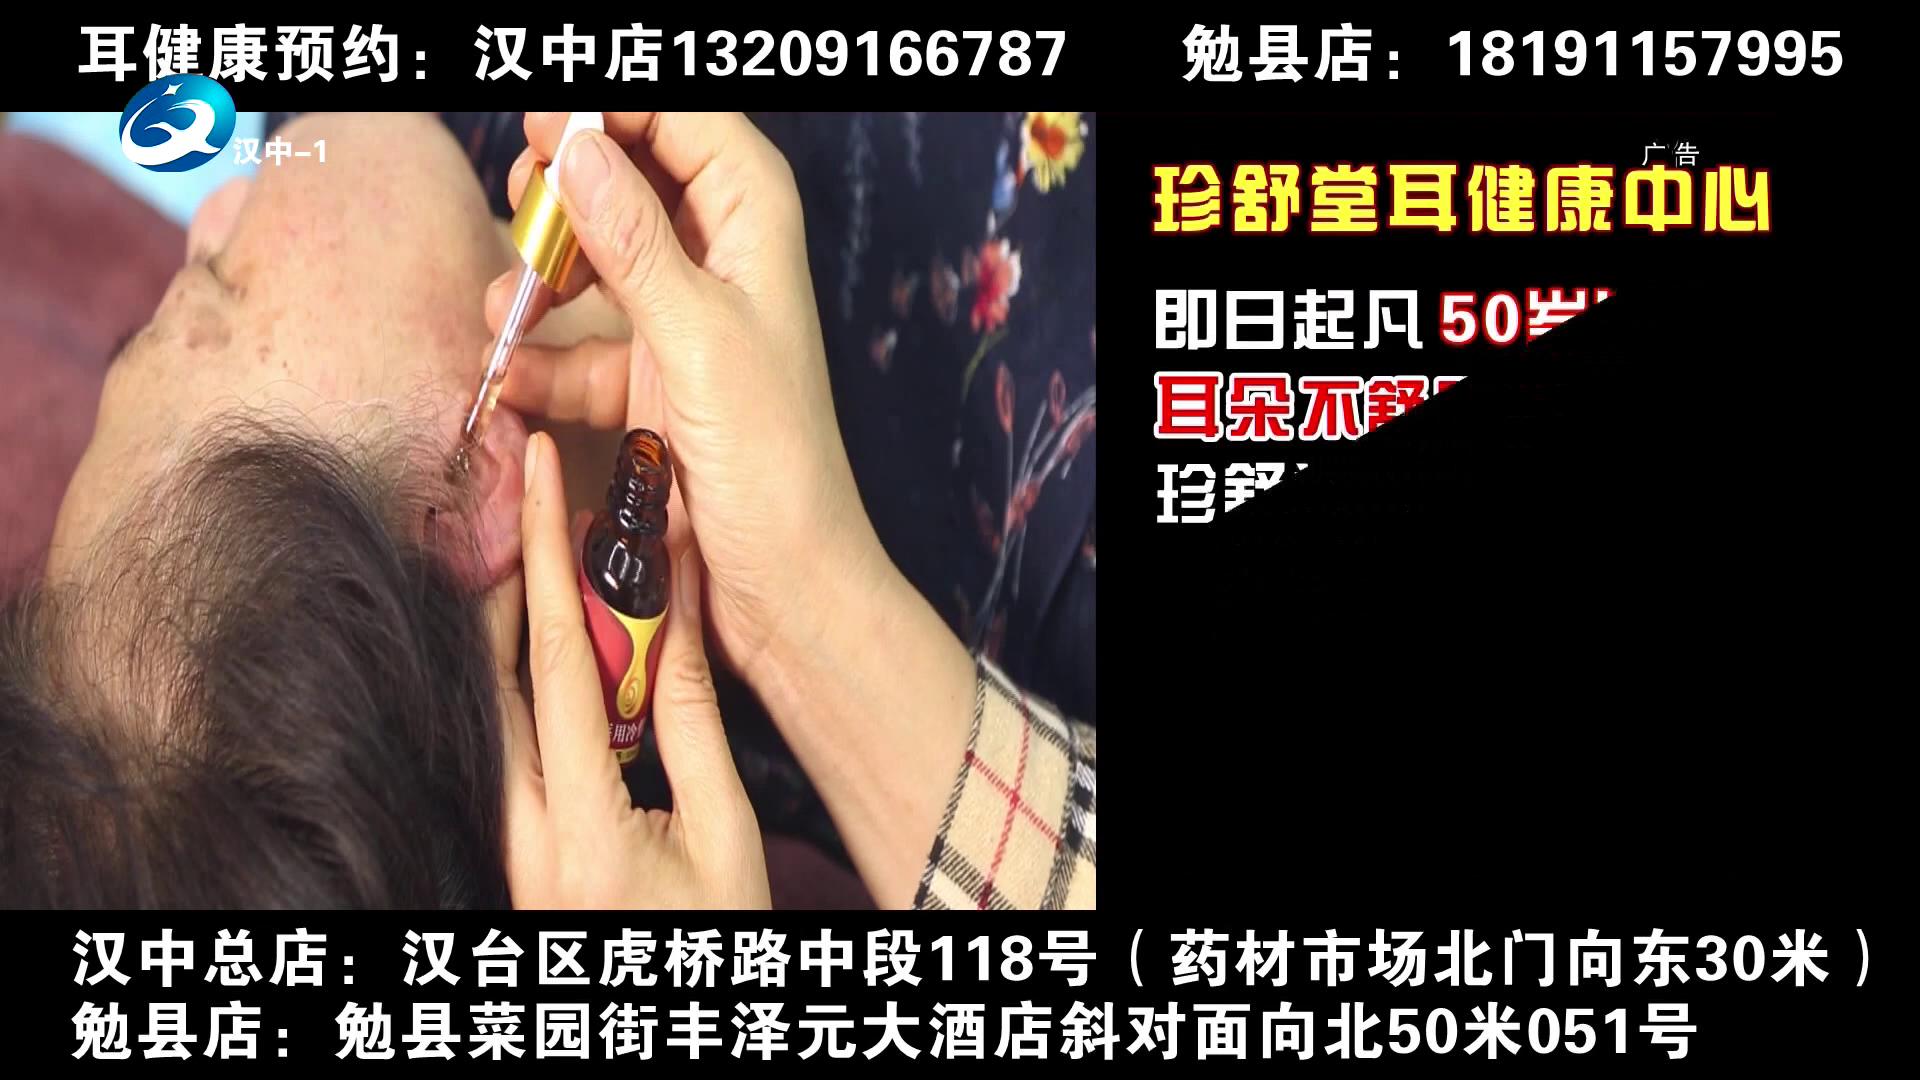 耳健康预约：汉中店13209166787 勉县店：18191157995
汉中-1
广告
珍舒堂耳健康中心
即日起凡50岁
耳朵不舒
珍舒
用冷
汉中总店：汉台区虎桥路中段118号（药材市场北门向东30米）
勉县店：勉县菜园街丰泽元大酒店斜对面向北50米051号